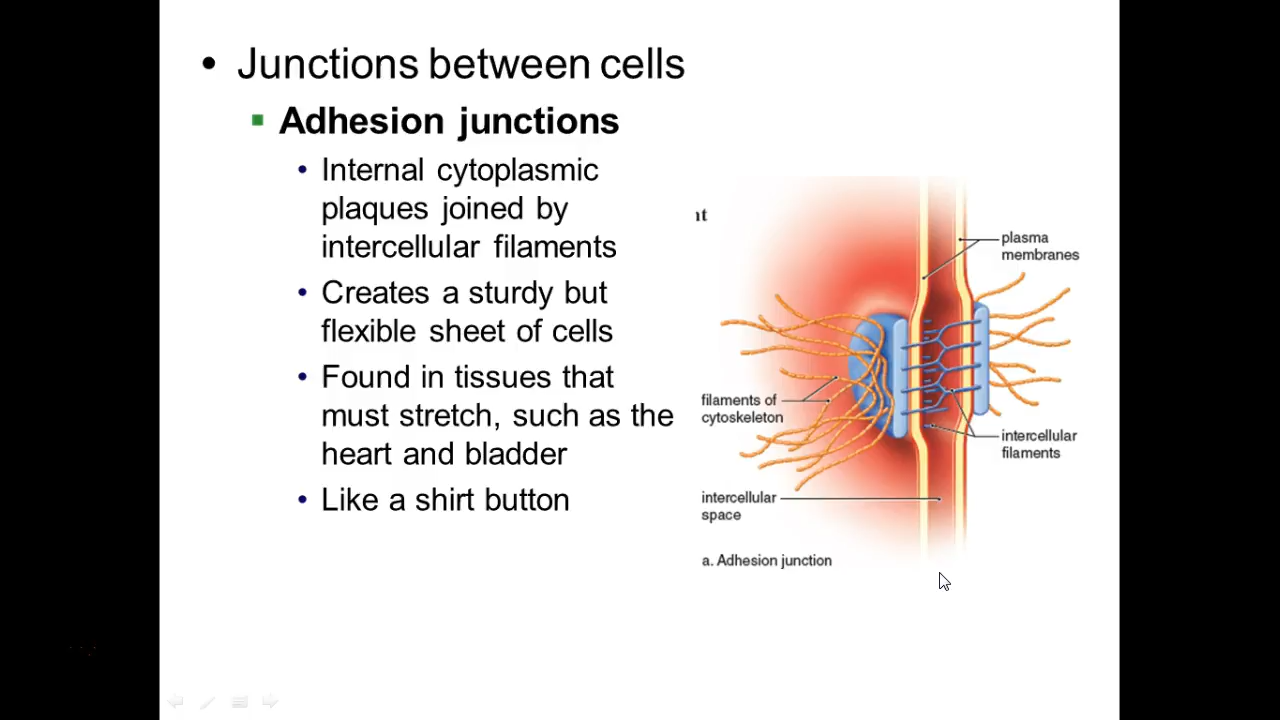 • Junctions between cells
▪ Adhesion junctions
• Internal cytoplasmic
plaques joined by
intercellular filaments
• Creates a sturdy but
flexible sheet of cells
• Found in tissues that
must stretch, such as the
heart and bladder
• Like a shirt button
nt
plasma
membranes
filaments of
cytoskeleton
intercellular
filaments
intercellular
space
a. Adhesion junction